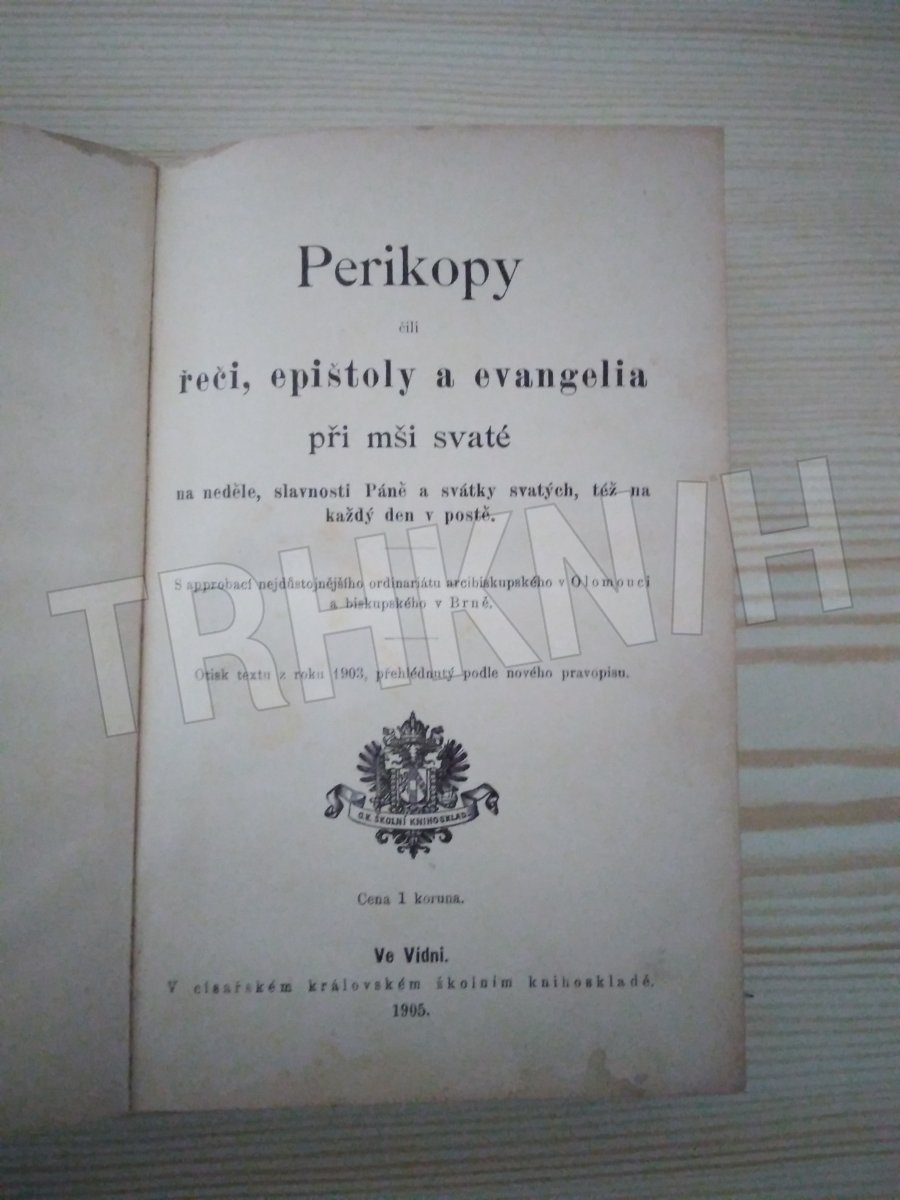 Perikopy
čili
řeči, epištoly a evangelia
při mši svaté
na neděle, slavnosti Páně a svátky svatých, též na
každý den v postě.
S approbací nejdůstojnějšího ordinariátu arcibiskupského v Olomouci
a biskupského v Brně.
Otisk textu z roku 1903, přehlédnutý podle nového pravopisu.
C.K. ŠKOLNÍ KNIHOSKLAD.
Cena 1 koruna.
Ve Vídni.
V císařském královském školním knihoskladě.
1905.
TRHKNIH